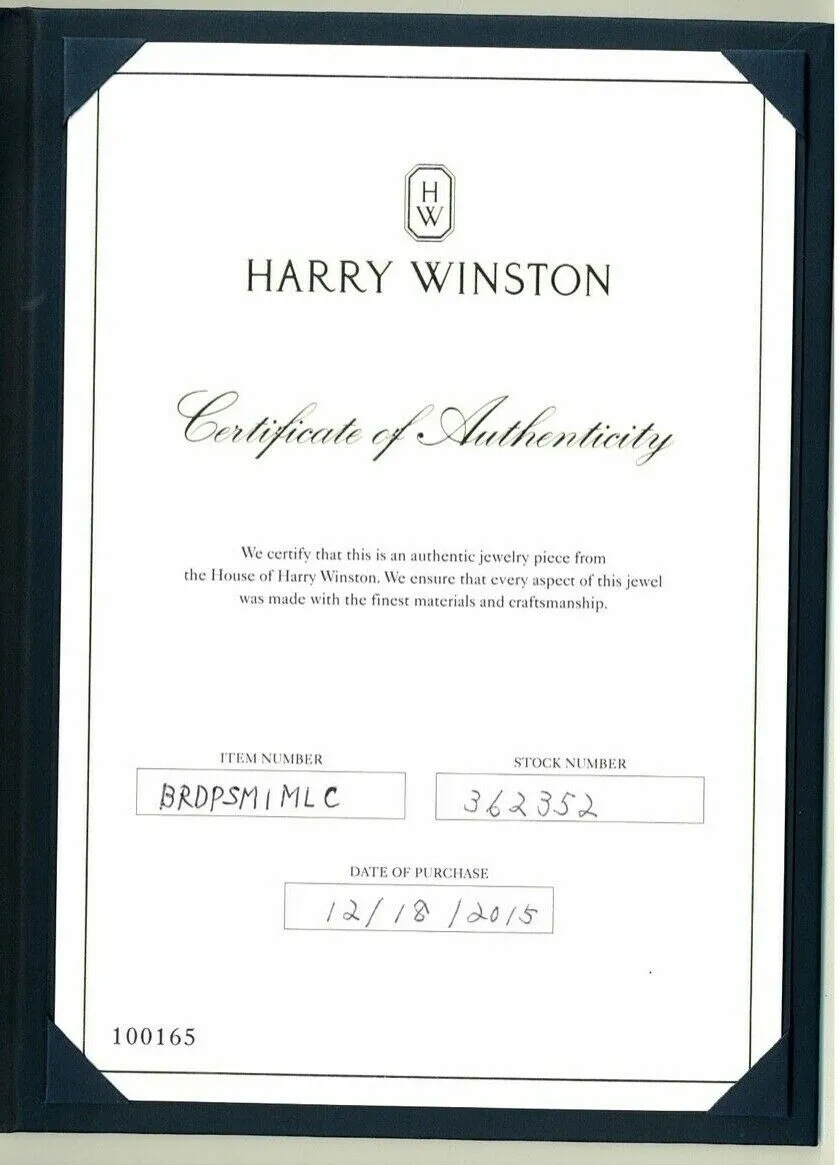 H
W
HARRY WINSTON
Certificate of Authenticity
We certify that this is an authentic jewelry piece from
the House of Harry Winston. We ensure that every aspect of this jewel
was made with the finest materials and craftsmanship.
ITEM NUMBER
BRDPSM1MLC
STOCK NUMBER
362352
DATE OF PURCHASE
12/18/2015
100165